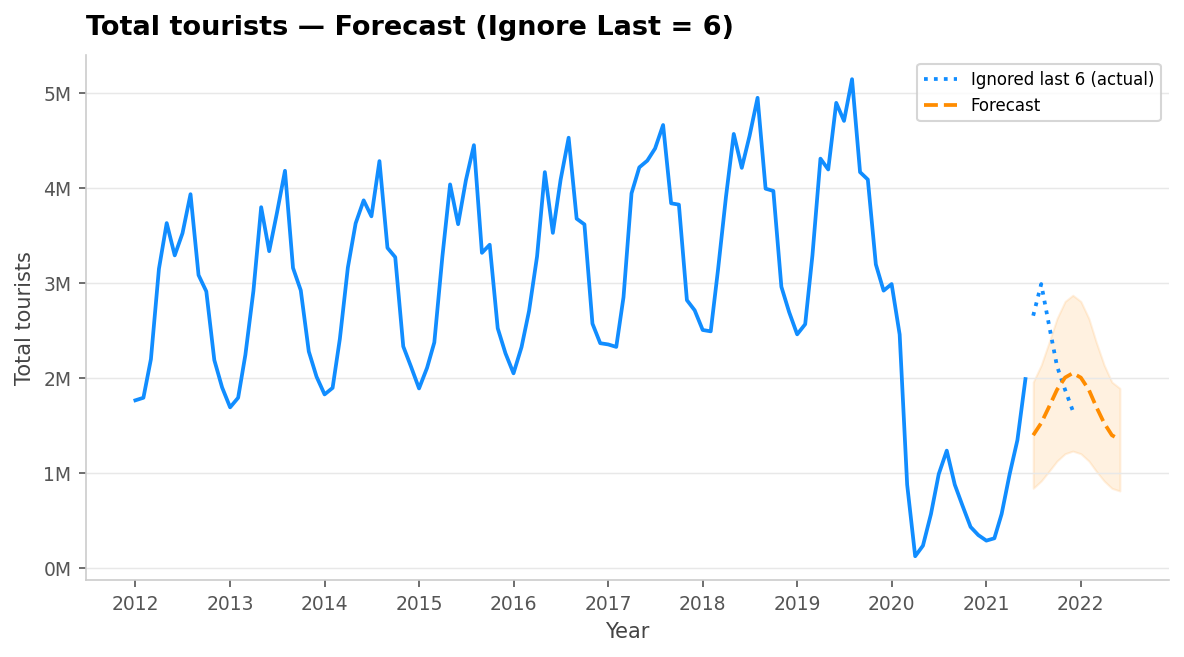 Total tourists — Forecast (Ignore Last = 6)
Ignored last 6 (actual)
Forecast
5M
4M
3M
2M
1M
0M
Total tourists
2012 2013 2014 2015 2016 2017 2018 2019 2020 2021 2022
Year